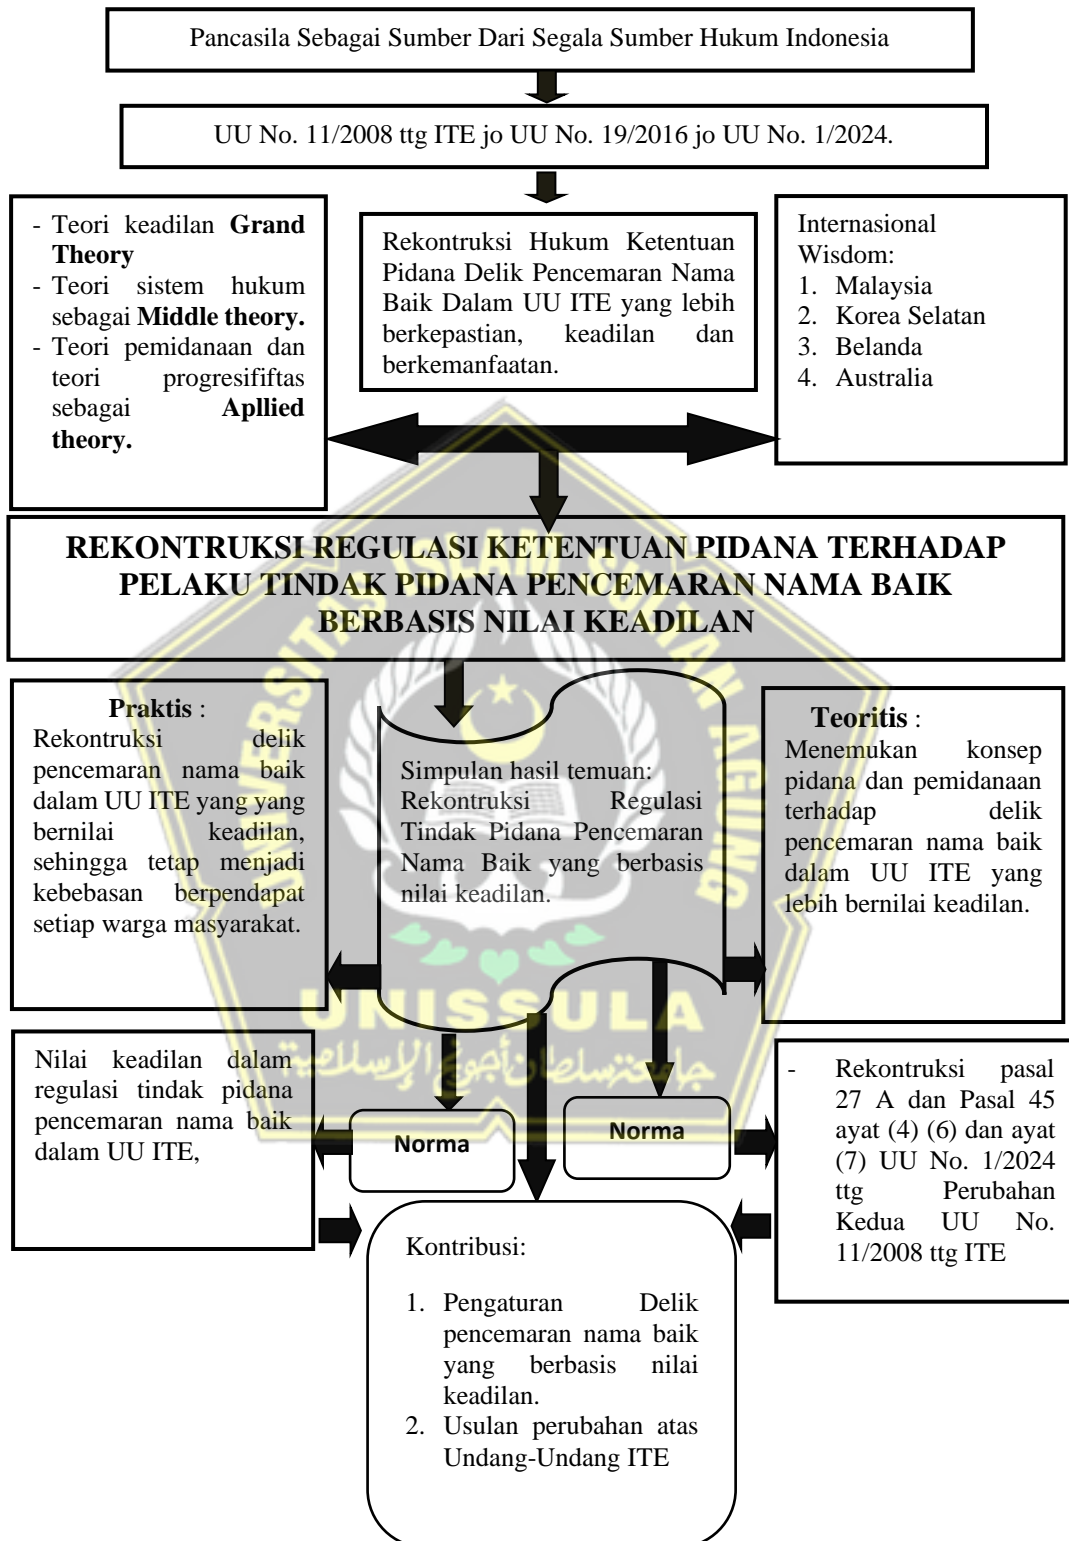 Pancasila Sebagai Sumber Dari Segala Sumber Hukum Indonesia
UU No. 11/2008 ttg ITE jo UU No. 19/2016 jo UU No. 1/2024.
- Teori keadilan Grand
Theory
- Teori sistem hukum
sebagai Middle theory.
- Teori pemidanaan dan
teori progresififtas
sebagai Apllied
theory.
Rekontruksi Hukum Ketentuan
Pidana Delik Pencemaran Nama
Baik Dalam UU ITE yang lebih
berkepastian, keadilan dan
berkemanfaatan.
Internasional
Wisdom:
1. Malaysia
2. Korea Selatan
3. Belanda
4. Australia
REKONTRUKSI REGULASI KETENTUAN PIDANA TERHADAP
PELAKU TINDAK PIDANA PENCEMARAN NAMA BAIK
BERBASIS NILAI KEADILAN
Praktis :
Rekontruksi delik
pencemaran nama baik
dalam UU ITE yang yang
bernilai keadilan,
sehingga tetap menjadi
kebebasan berpendapat
setiap warga masyarakat.
Simpulan hasil temuan:
Rekontruksi Regulasi
Tindak Pidana Pencemaran
Nama Baik yang berbasis
nilai keadilan.
Teoritis :
Menemukan konsep
pidana dan pemidanaan
terhadap delik
pencemaran nama baik
dalam UU ITE yang
lebih bernilai keadilan.
UNIVERSITAS ISLAM SULTAN AGUNG
UNISSULA
جامعتنسلطان أجونج الإسلامية
Nilai keadilan dalam
regulasi tindak pidana
pencemaran nama baik
dalam UU ITE,
Norma
Norma
- Rekontruksi pasal
27 A dan Pasal 45
ayat (4) (6) dan ayat
(7) UU No. 1/2024
ttg Perubahan
Kedua UU No.
11/2008 ttg ITE
Kontribusi:
1. Pengaturan Delik
pencemaran nama baik
yang berbasis nilai
keadilan.
2. Usulan perubahan atas
Undang-Undang ITE